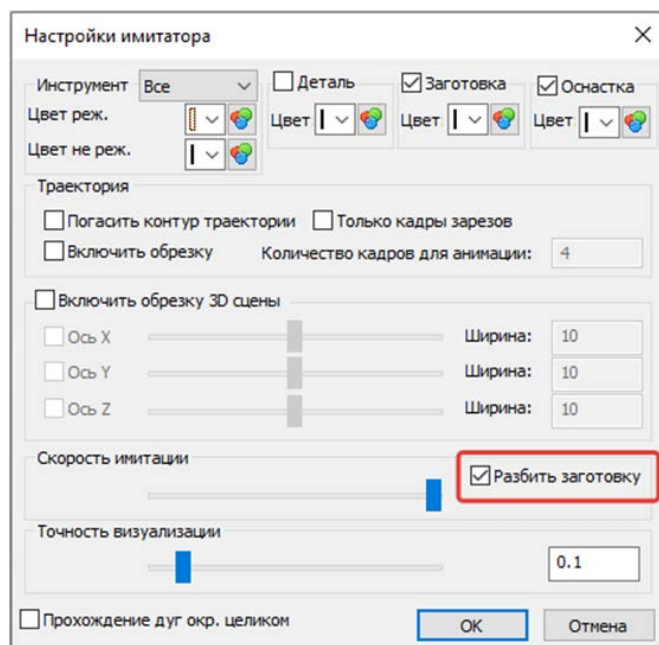 Настройки имитатора
Инструмент Все
Деталь
Заготовка
Оснастка
Цвет реж.
Цвет
Цвет
Цвет
Цвет не реж.
Траектория
Погасить контур траектории
Только кадры зарезов
Включить обрезку
Количество кадров для анимации: 4
Включить обрезку 3D сцены
Ось X
Ширина: 10
Ось Y
Ширина: 10
Ось Z
Ширина: 10
Скорость имитации
Разбить заготовку
Точность визуализации
0.1
Прохождение дуг окр. целиком
OK
Отмена